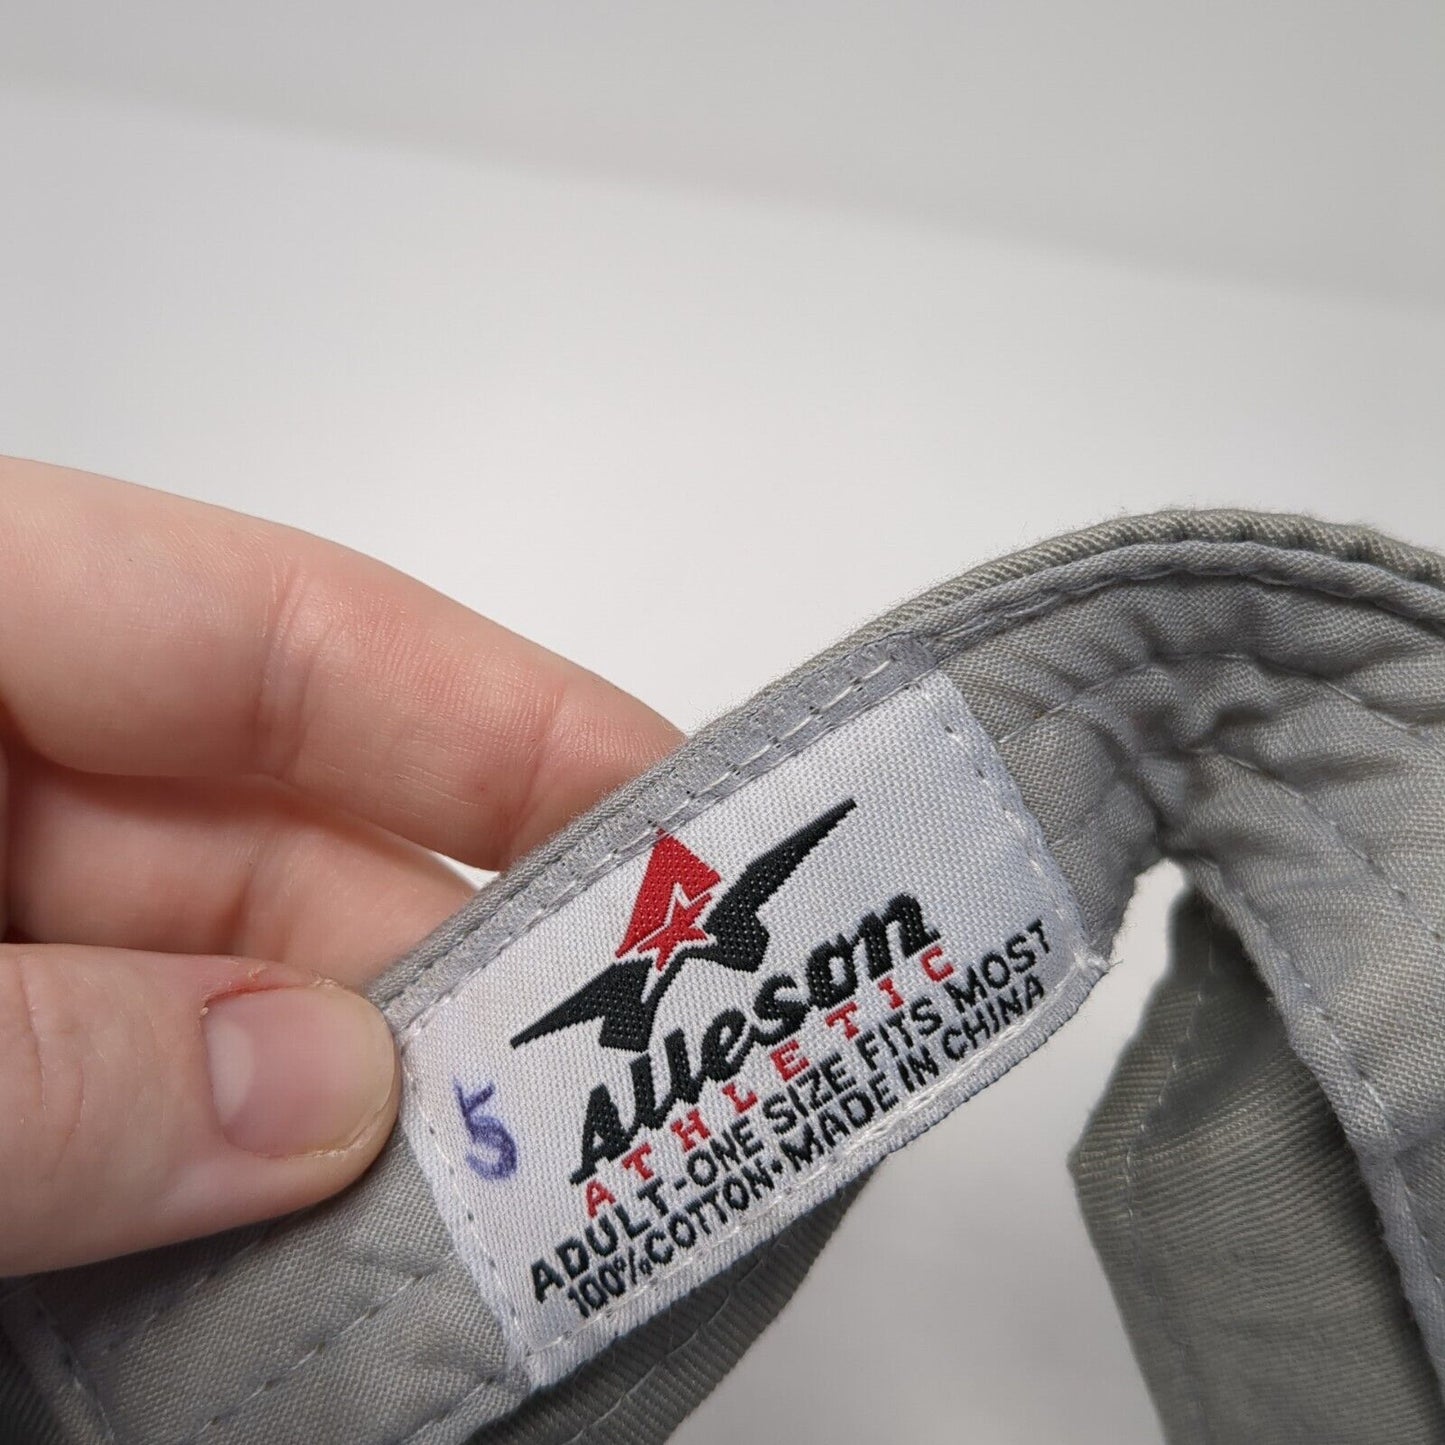 Alleson
ATHLETIC
ADULT-ONE SIZE FITS MOST
100% COTTON•MADE IN CHINA
5